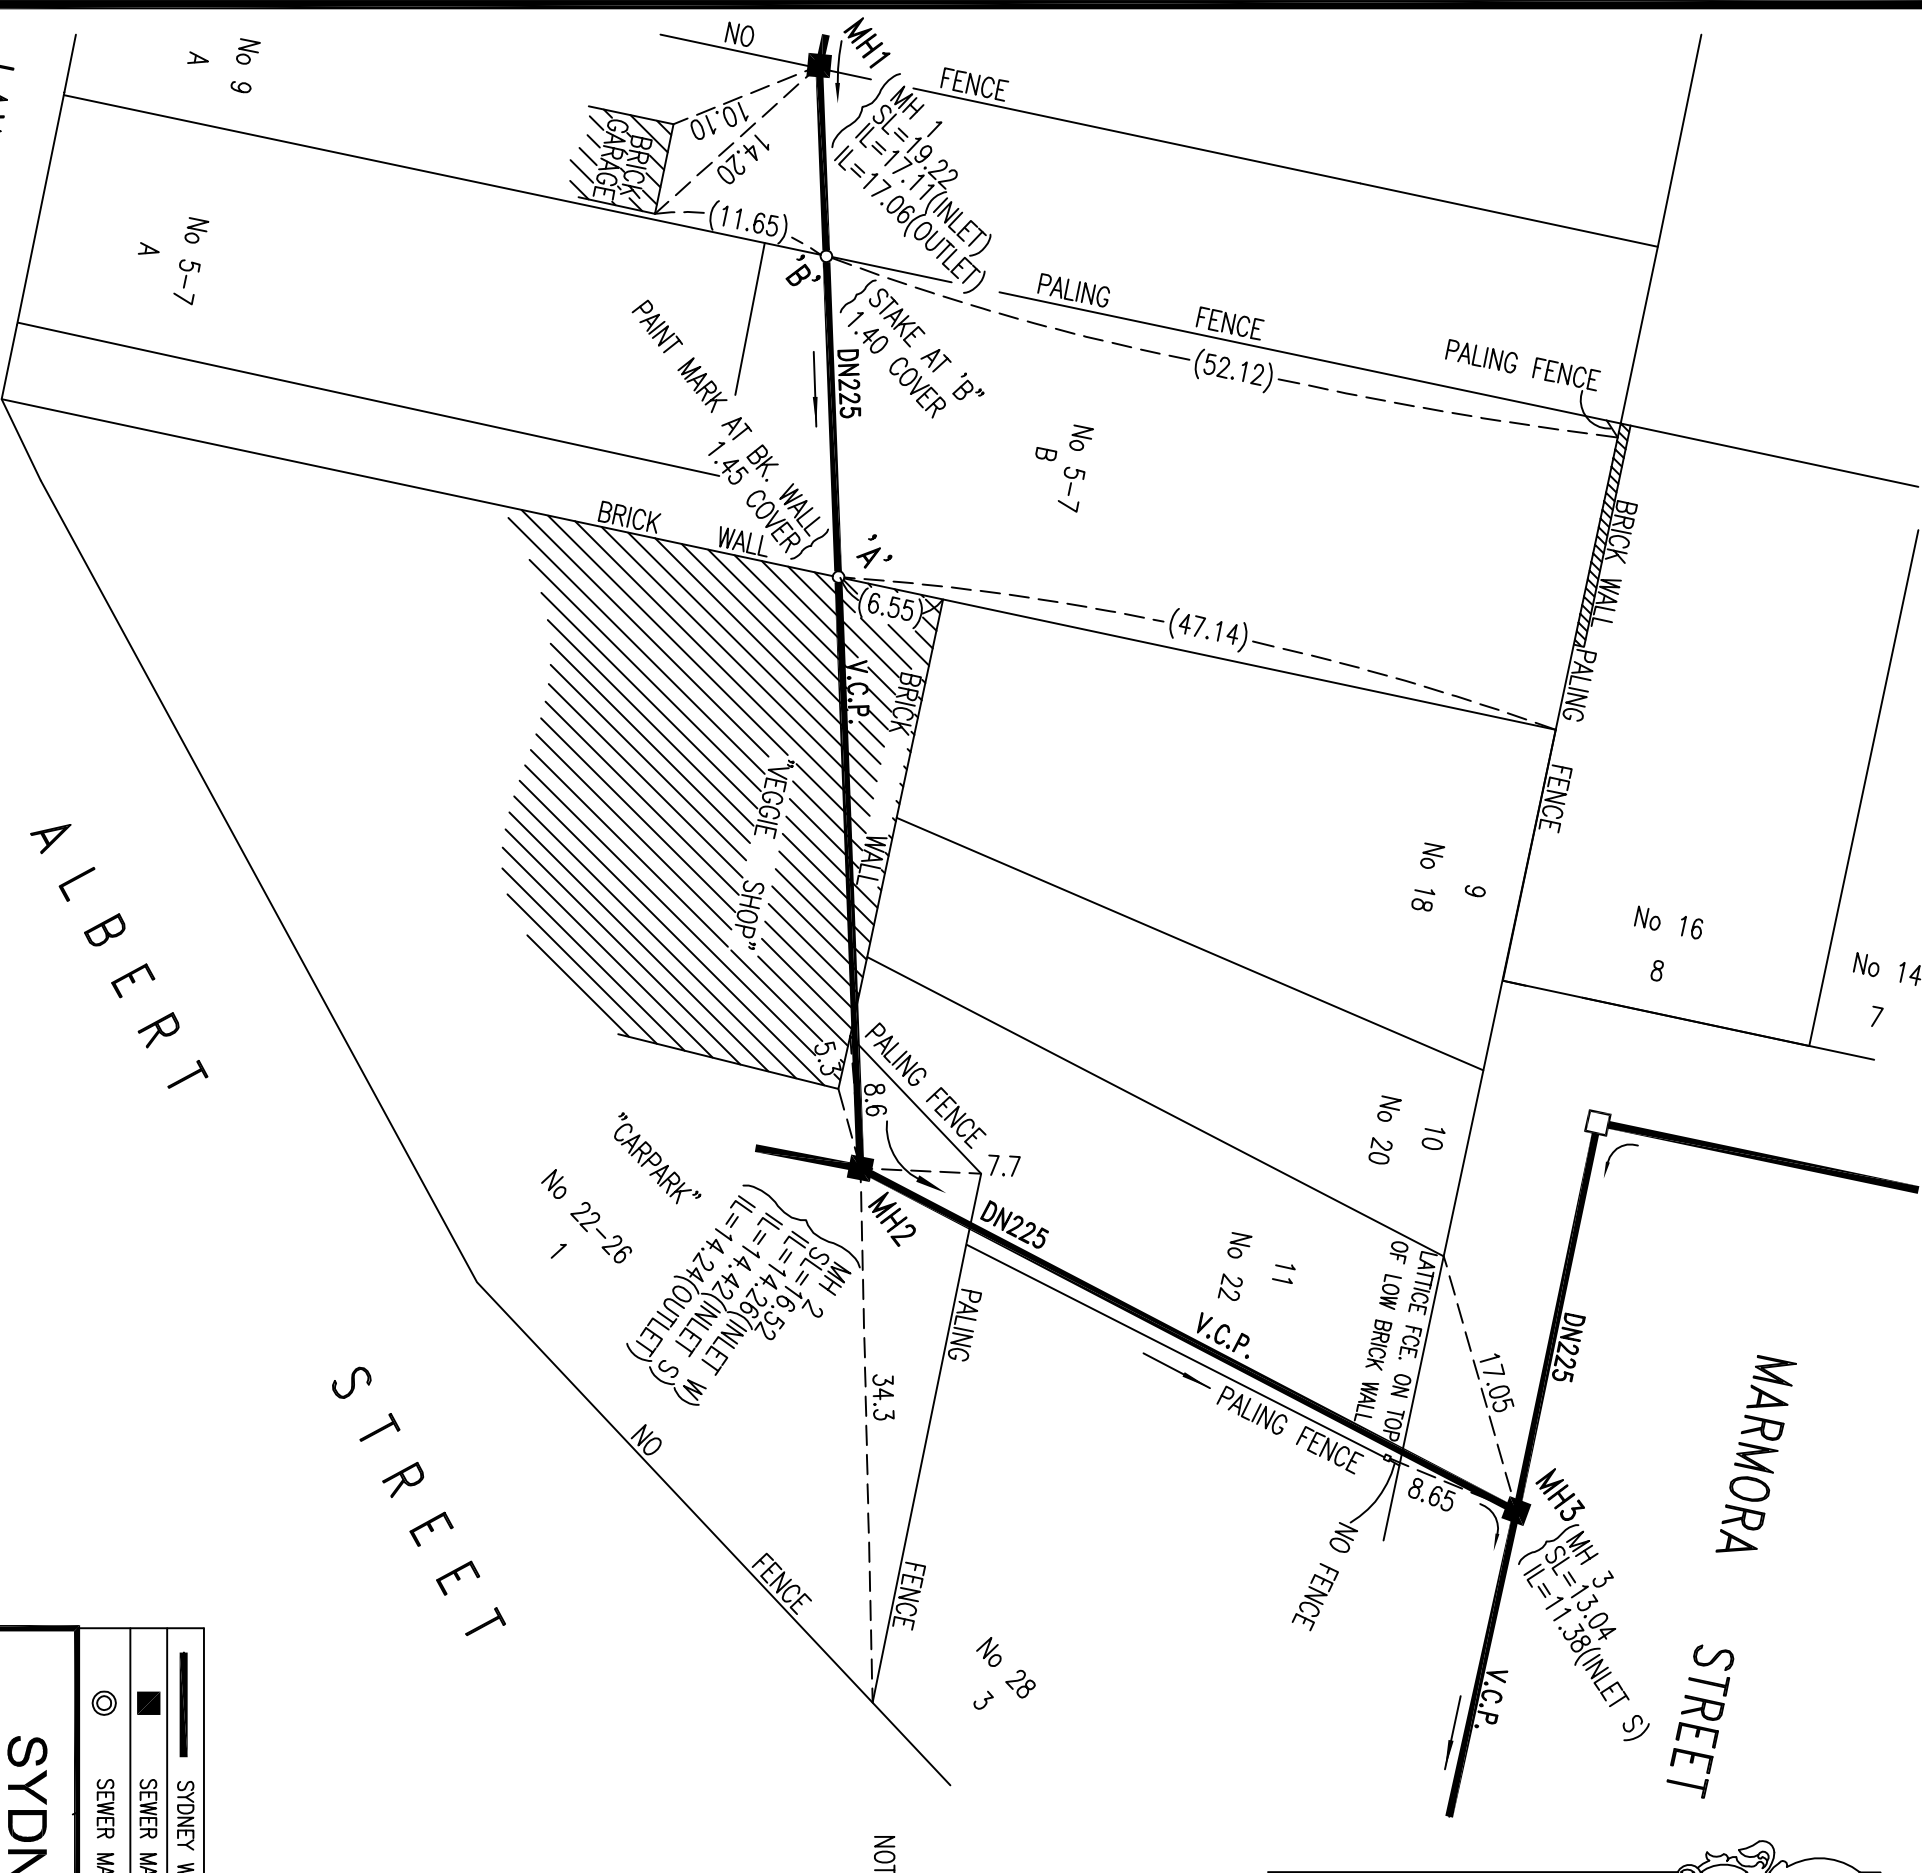 No 9
A
NO
MH1
FENCE
MH 1
SL=19.22
IL=17.11(INLET)
IL=17.06(OUTLET)
10.10
14.20
BRICK
GARAGE
(11.65)
'B'
No 5-7
A
STAKE AT 'B"
1.40 COVER
DN225
PALING
FENCE
(52.12)
PALING FENCE
PAINT MARK AT BK. WALL
1.45 COVER
No 5-7
B
BRICK WALL
PALING
FENCE
BRICK
WALL
'A'
(6.55)
(47.14)
V.C.P.
BRICK
WALL
"VEGGIE SHOP"
9
No 18
No 16
8
No 14
7
5.3
8.6
PALING FENCE
7.7
10
No 20
"CARPARK"
No 22-26
1
MH2
MH 2
SL=16.52
IL=14.26(INLET W)
IL=14.42(INLET S)
IL=14.24(OUTLET)
DN225
11
No 22
LATTICE FCE. ON TOP
OF LOW BRICK WALL
V.C.P.
PALING FENCE
PALING
FENCE
34.3
17.05
8.65
DN225
MH3
MH 3
SL=13.04
IL=11.38(INLET S)
NO FENCE
V.C.P.
NO
FENCE
No 28
3
ALBERT
STREET
MARMORA
STREET
NOT
SYDNEY W
SEWER MA
SEWER MA
SYDN